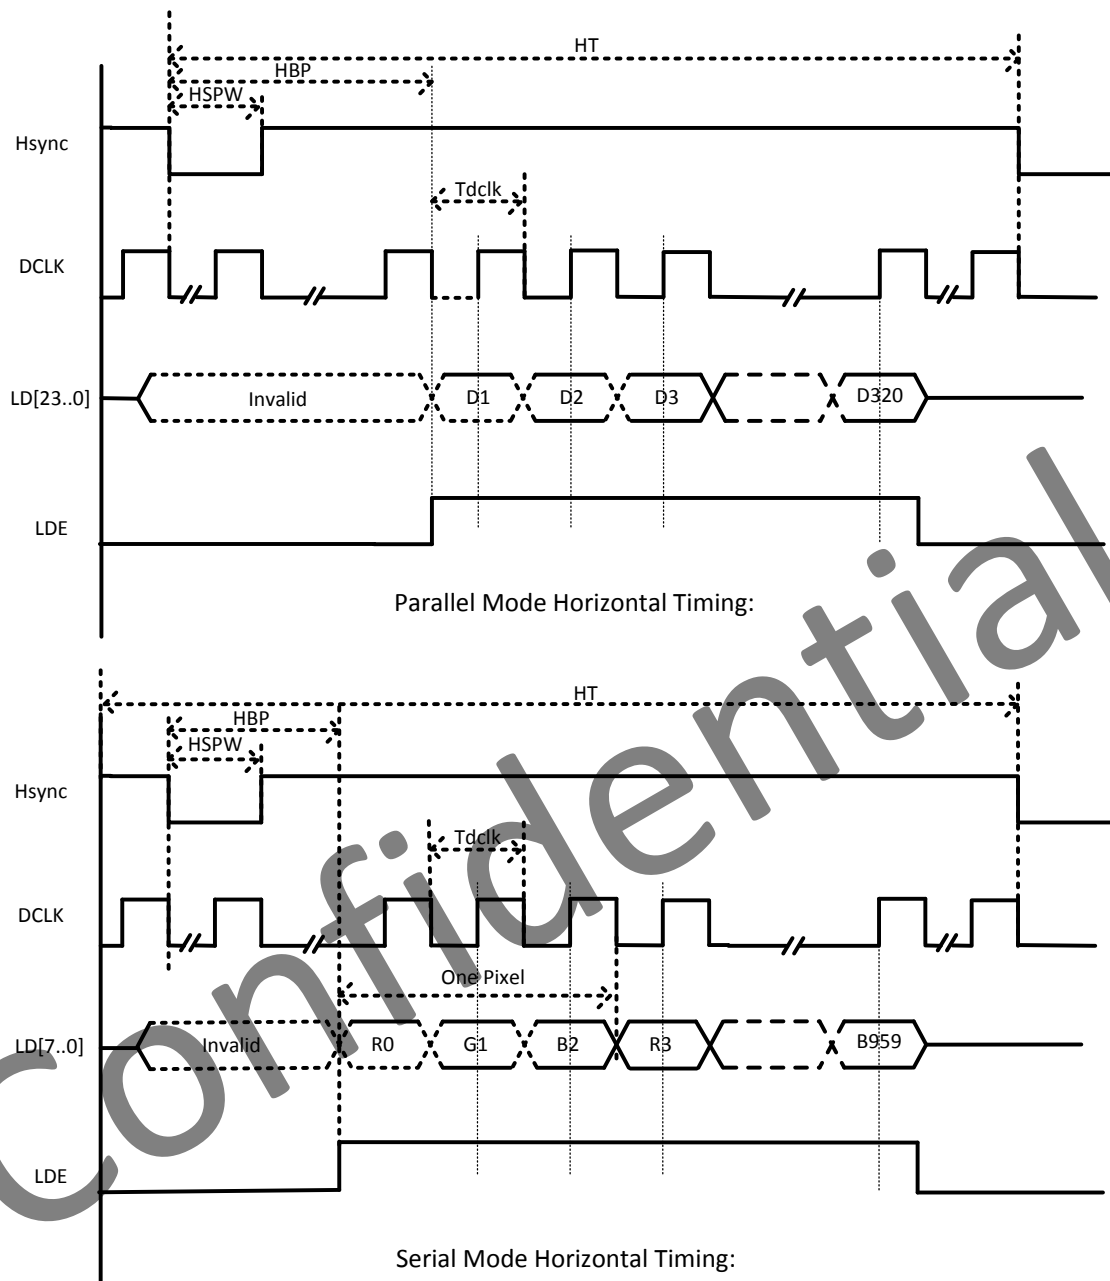 HT
HBP
HSPW
Hsync
Tdclk
DCLK
LD[23..0]
Invalid
D1
D2
D3
D320
LDE
Parallel Mode Horizontal Timing:
HT
HBP
HSPW
Hsync
Tdclk
DCLK
One Pixel
LD[7..0]
Invalid
R0
G1
B2
R3
B959
LDE
Serial Mode Horizontal Timing:
Confidential